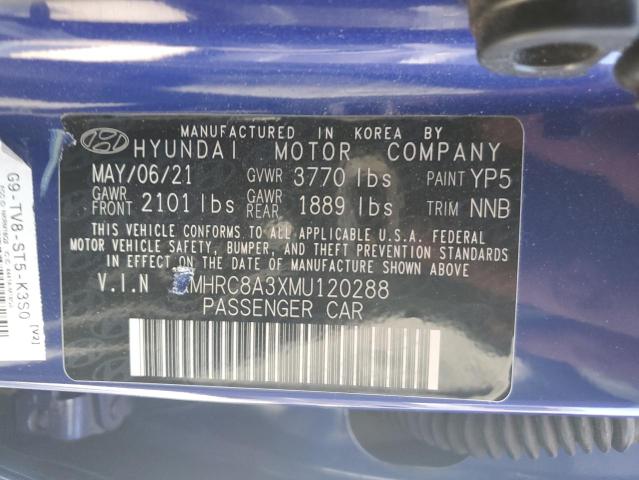 MANUFACTURED IN KOREA BY
HYUNDAI MOTOR COMPANY
MAY/06/21 GVWR 3770 lbs PAINT YP5
GAWR FRONT 2101 lbs GAWR REAR 1889 lbs TRIM NNB
THIS VEHICLE CONFORMS TO ALL APPLICABLE U.S.A. FEDERAL
MOTOR VEHICLE SAFETY, BUMPER, AND THEFT PREVENTION STANDARDS
IN EFFECT ON THE DATE OF MANUFACTURE SHOWN ABOVE.
V.I.N MHRC8A3XMU120288
PASSENGER CAR
G9-TV8-ST5-K3S0
[V2]